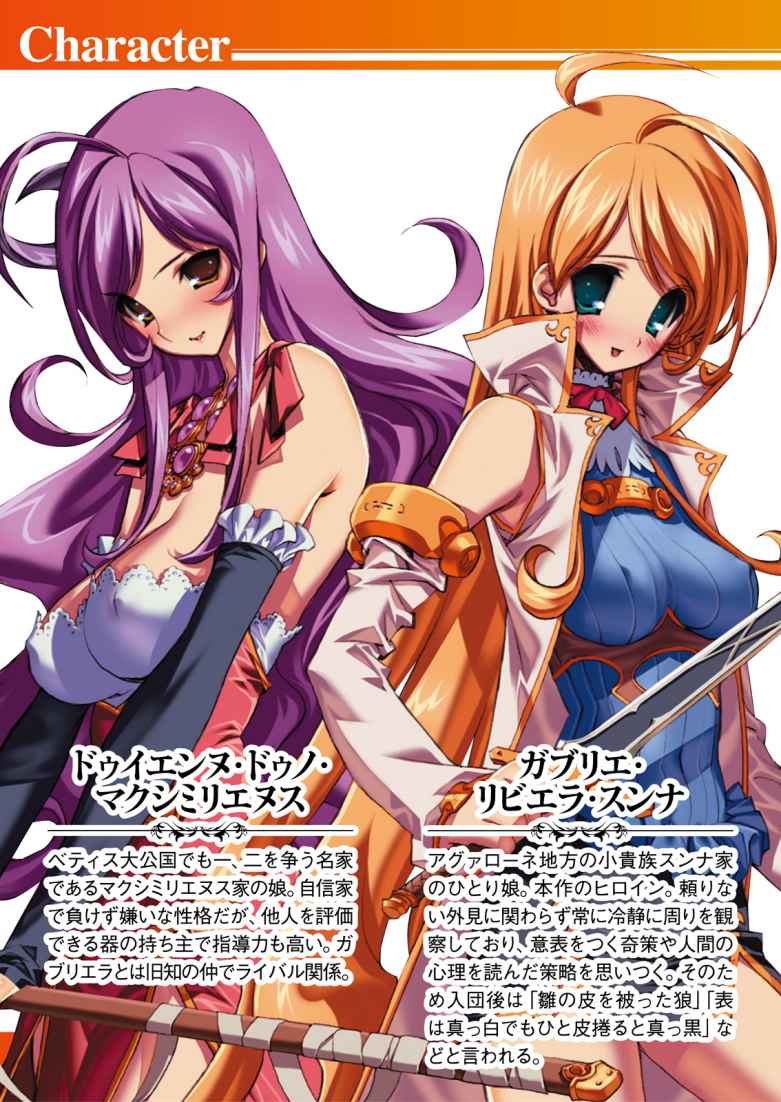 Character
ドゥイエンヌ・ドゥノ・
マクシミリエヌス
ベティス大公国でも一、二を争う名家
であるマクシミリエヌス家の娘。自信家
で負けず嫌いな性格だが、他人を評価
できる器の持ち主で指導力も高い。ガ
ブリエラとは旧知の仲でライバル関係。
ガブリエ・
リビエラ・スンナ
アグァローネ地方の小貴族スンナ家
のひとり娘。本作のヒロイン。頼りな
い外見に関わらず常に冷静に周りを観
察しており、意表をつく奇策や人間の
心理を読んだ策略を思いつく。そのた
め入団後は「雛の皮を被った狼」「表
は真っ白でもひと皮捲ると真っ黒」な
どと言われる。